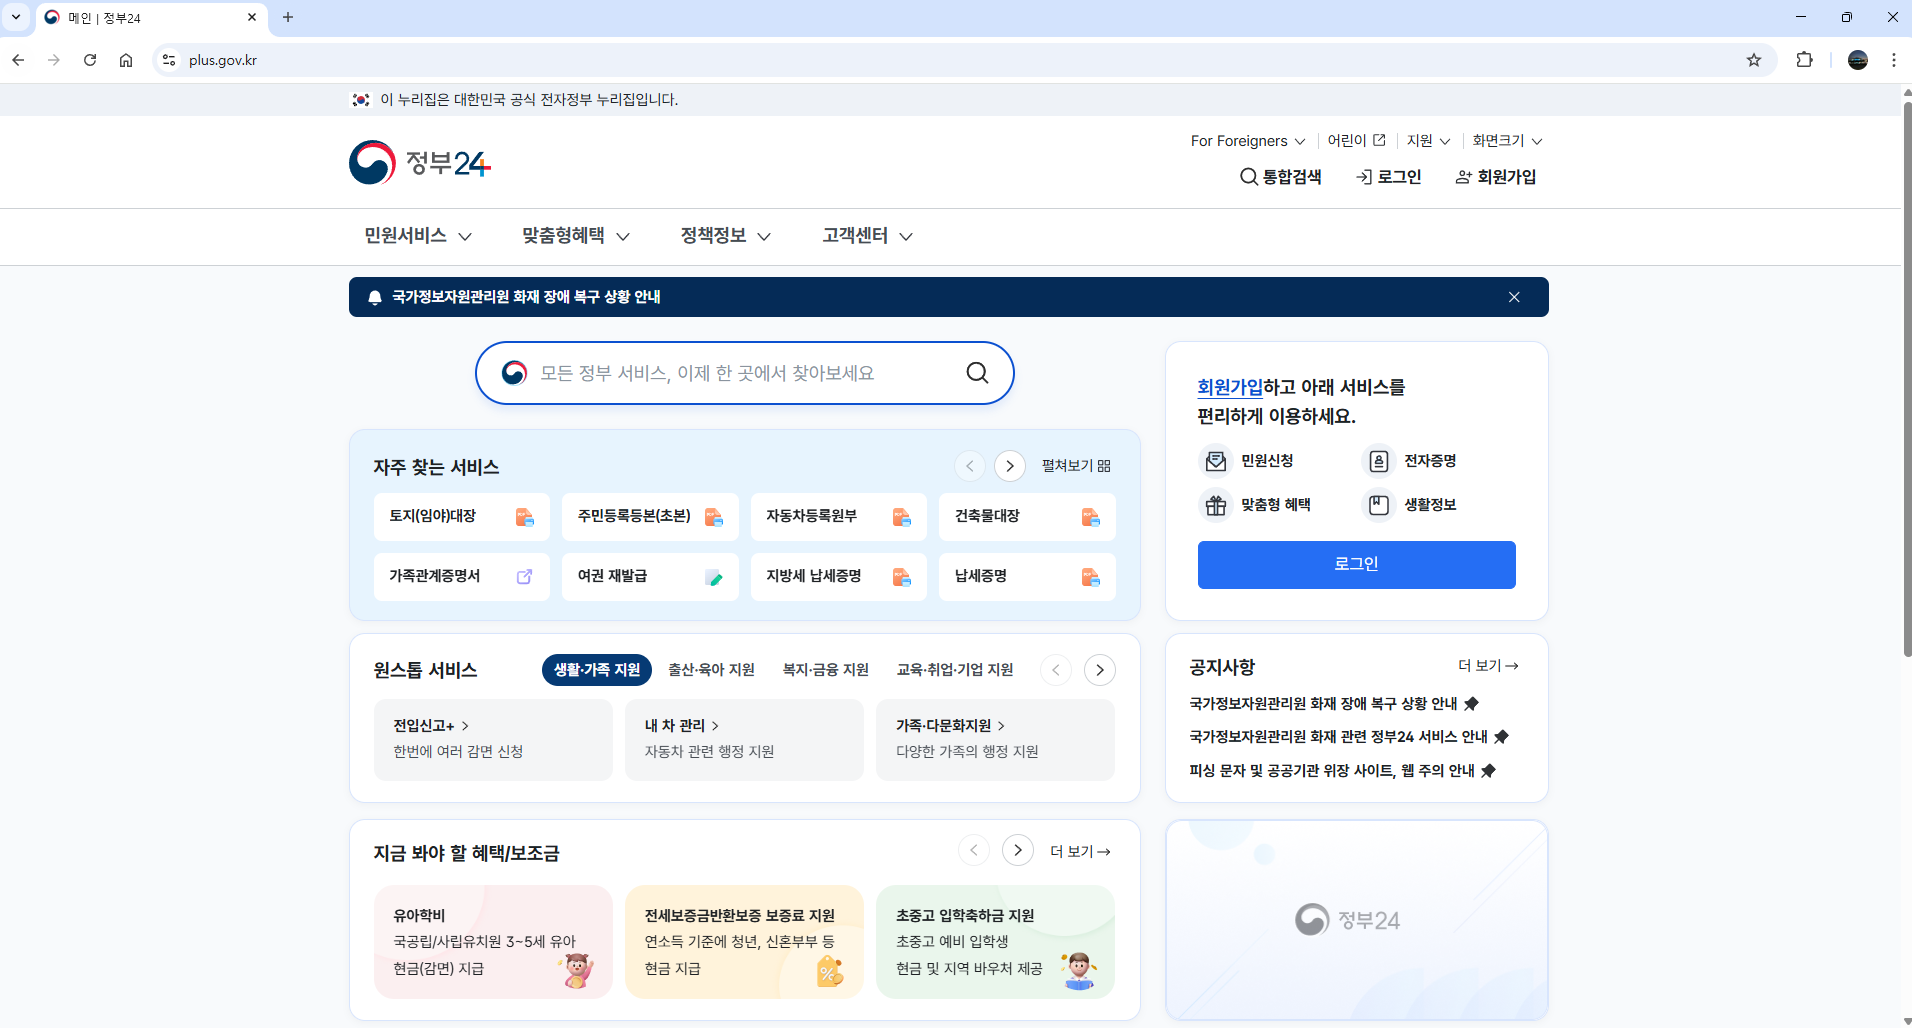 메인 | 정부24
plus.gov.kr
이 누리집은 대한민국 공식 전자정부 누리집입니다.
For Foreigners
어린이
지원
화면크기
정부24
통합검색
로그인
회원가입
민원서비스
맞춤형혜택
정책정보
고객센터
국가정보자원관리원 화재 장애 복구 상황 안내
모든 정부 서비스, 이제 한 곳에서 찾아보세요
자주 찾는 서비스
펼쳐보기
토지(임야)대장
주민등록등본(초본)
자동차등록원부
건축물대장
가족관계증명서
여권 재발급
지방세 납세증명
납세증명
회원가입하고 아래 서비스를
편리하게 이용하세요.
민원신청
전자증명
맞춤형 혜택
생활정보
로그인
원스톱 서비스
생활·가족 지원
출산·육아 지원
복지·금융 지원
교육·취업·기업 지원
전입신고+
한번에 여러 감면 신청
내 차 관리
자동차 관련 행정 지원
가족·다문화지원
다양한 가족의 행정 지원
공지사항
더 보기
국가정보자원관리원 화재 장애 복구 상황 안내
국가정보자원관리원 화재 관련 정부24 서비스 안내
피싱 문자 및 공공기관 위장 사이트, 웹 주의 안내
지금 봐야 할 혜택/보조금
더 보기
유아학비
국공립/사립유치원 3~5세 유아
현금(감면) 지급
전세보증금반환보증 보증료 지원
연소득 기준에 청년, 신혼부부 등
현금 지급
초중고 입학축하금 지원
초중고 예비 입학생
현금 및 지역 바우처 제공
정부24